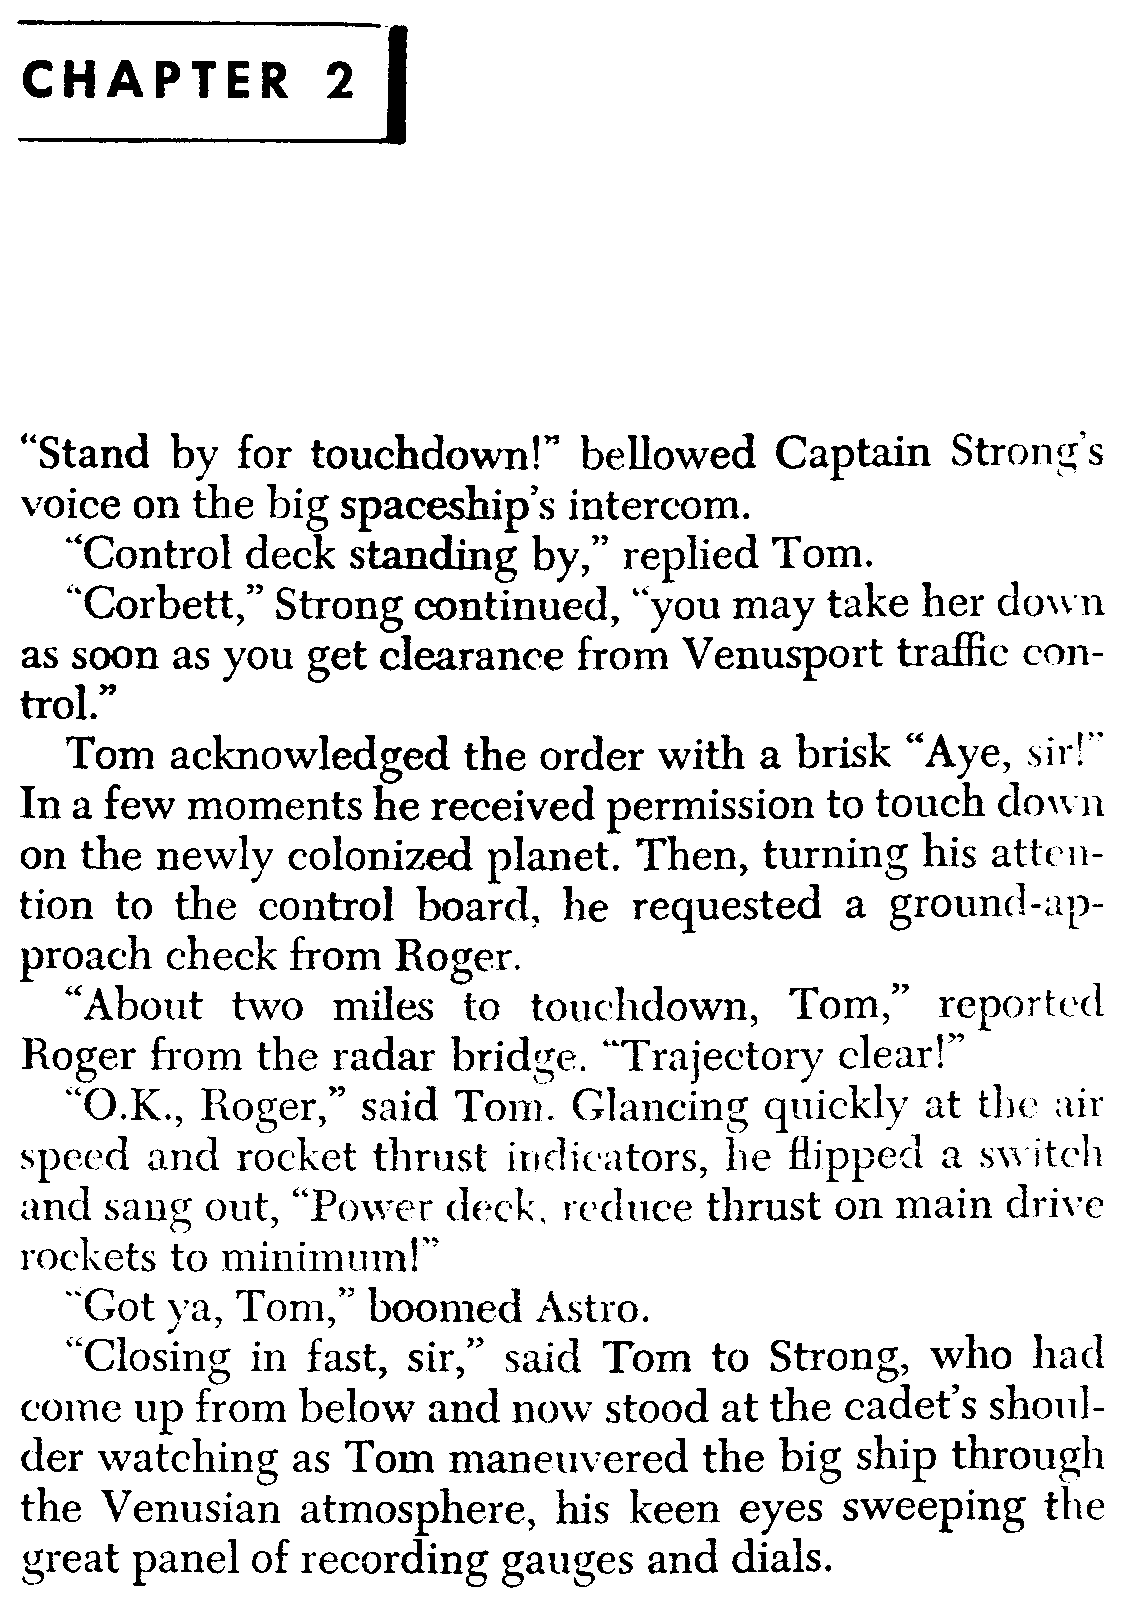 CHAPTER 2
“Stand by for touchdown!” bellowed Captain Strong's
voice on the big spaceship's intercom.
“Control deck standing by,” replied Tom.
“Corbett,” Strong continued, “you may take her down
as soon as you get clearance from Venusport traffic con-
trol.”
Tom acknowledged the order with a brisk “Aye, sir!”
In a few moments he received permission to touch down
on the newly colonized planet. Then, turning his atten-
tion to the control board, he requested a ground-ap-
proach check from Roger.
“About two miles to touchdown, Tom,” reported
Roger from the radar bridge. “Trajectory clear!”
“O.K., Roger,” said Tom. Glancing quickly at the air
speed and rocket thrust indicators, he flipped a switch
and sang out, “Power deck, reduce thrust on main drive
rockets to minimum!”
“Got ya, Tom,” boomed Astro.
“Closing in fast, sir,” said Tom to Strong, who had
come up from below and now stood at the cadet's shoul-
der watching as Tom maneuvered the big ship through
the Venusian atmosphere, his keen eyes sweeping the
great panel of recording gauges and dials.